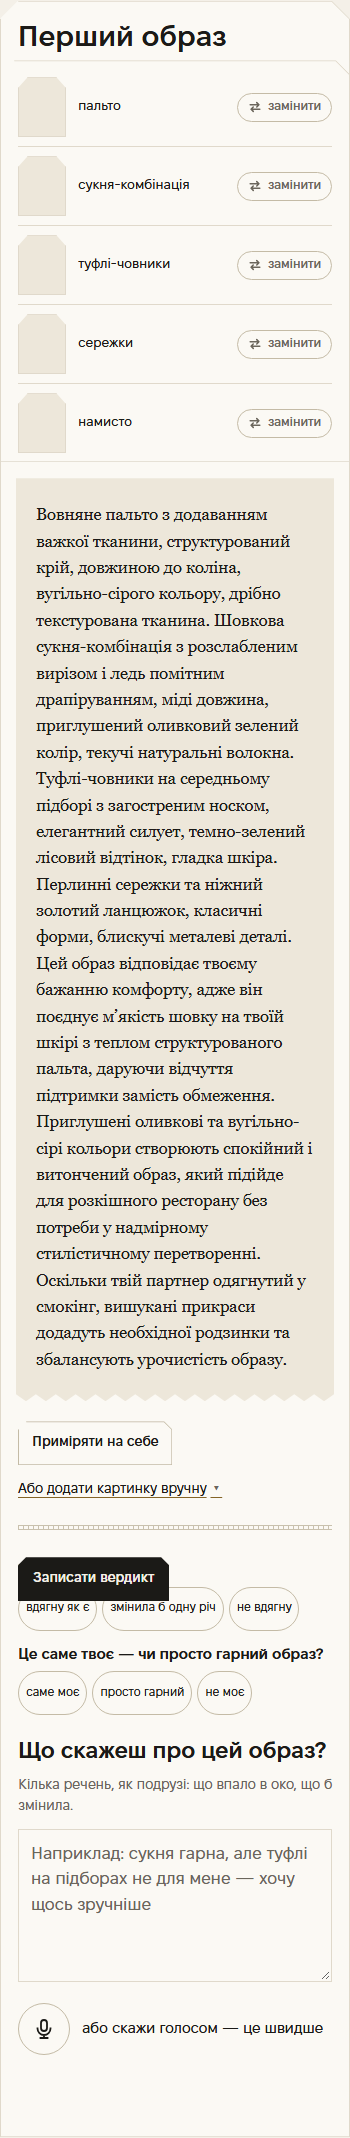 Перший образ
пальто
замінити
сукня-комбінація
замінити
туфлі-човники
замінити
сережки
замінити
намисто
замінити
Вовняне пальто з додаванням
важкої тканини, структурований
крій, довжиною до коліна,
вугільно-сірого кольору, дрібно
текстурована тканина. Шовкова
сукня-комбінація з розслабленим
вирізом і ледь помітним
драпіруванням, міді довжина,
приглушений оливковий зелений
колір, текучі натуральні волокна.
Туфлі-човники на середньому
підборі з загостреним носком,
елегантний силует, темно-зелений
лісовий відтінок, гладка шкіра.
Перлинні сережки та ніжний
золотий ланцюжок, класичні
форми, блискучі металеві деталі.
Цей образ відповідає твоєму
бажанню комфорту, адже він
поєднує м’якість шовку на твоїй
шкірі з теплом структурованого
пальта, даруючи відчуття
підтримки замість обмеження.
Приглушені оливкові та вугільно-
сірі кольори створюють спокійний і
витончений образ, який підійде
для розкішного ресторану без
потреби у надмірному
стилістичному перетворенні.
Оскільки твій партнер одягнутий у
смокінг, вишукані прикраси
додадуть необхідної родзинки та
збалансують урочистість образу.
Приміряти на себе
Або додати картинку вручну
Записати вердикт
вдягну як є
змінила б одну річ
не вдягну
Це саме твоє — чи просто гарний образ?
саме моє
просто гарний
не моє
Що скажеш про цей образ?
Кілька речень, як подрузі: що впало в око, що б
змінила.
Наприклад: сукня гарна, але туфлі
на підборах не для мене — хочу
щось зручніше
або скажи голосом — це швидше